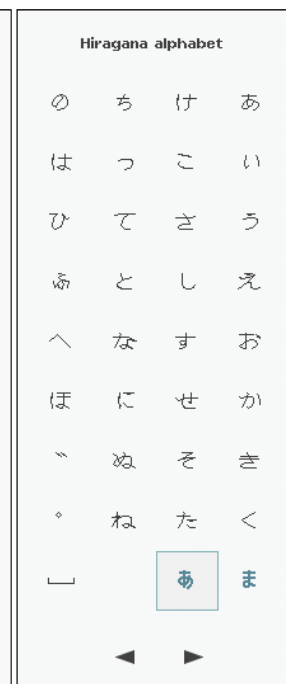 Hiragana alphabet
の ち け あ
は つ こ い
ひ て さ う
ふ と し え
へ な す お
ほ に せ か
゛ ぬ そ き
゜ ね た く
あ ま